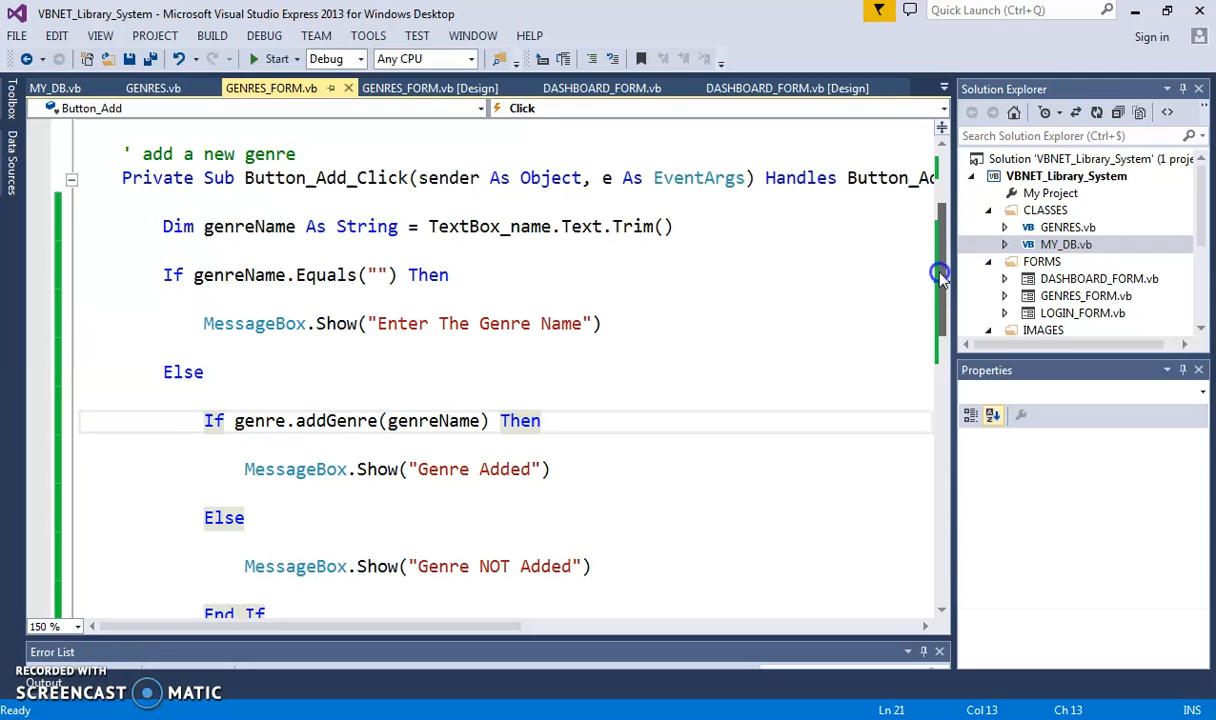 VBNET_Library_System - Microsoft Visual Studio Express 2013 for Windows Desktop
Quick Launch (Ctrl+Q)
FILE EDIT VIEW PROJECT BUILD DEBUG TEAM TOOLS TEST WINDOW HELP
Sign in
Start Debug Any CPU
Toolbox
Data Sources
MY_DB.vb GENRES.vb GENRES_FORM.vb GENRES_FORM.vb [Design] DASHBOARD_FORM.vb DASHBOARD_FORM.vb [Design]
Button_Add Click
' add a new genre
Private Sub Button_Add_Click(sender As Object, e As EventArgs) Handles Button_Ad
Dim genreName As String = TextBox_name.Text.Trim()
If genreName.Equals("") Then
MessageBox.Show("Enter The Genre Name")
Else
If genre.addGenre(genreName) Then
MessageBox.Show("Genre Added")
Else
MessageBox.Show("Genre NOT Added")
End If
150 %
Solution Explorer
Search Solution Explorer (Ctrl+$)
Solution 'VBNET_Library_System' (1 proje
VBNET_Library_System
My Project
CLASSES
GENRES.vb
MY_DB.vb
FORMS
DASHBOARD_FORM.vb
GENRES_FORM.vb
LOGIN_FORM.vb
IMAGES
Properties
Error List
Output
RECORDED WITH
SCREENCAST MATIC
Ready Ln 21 Col 13 Ch 13 INS